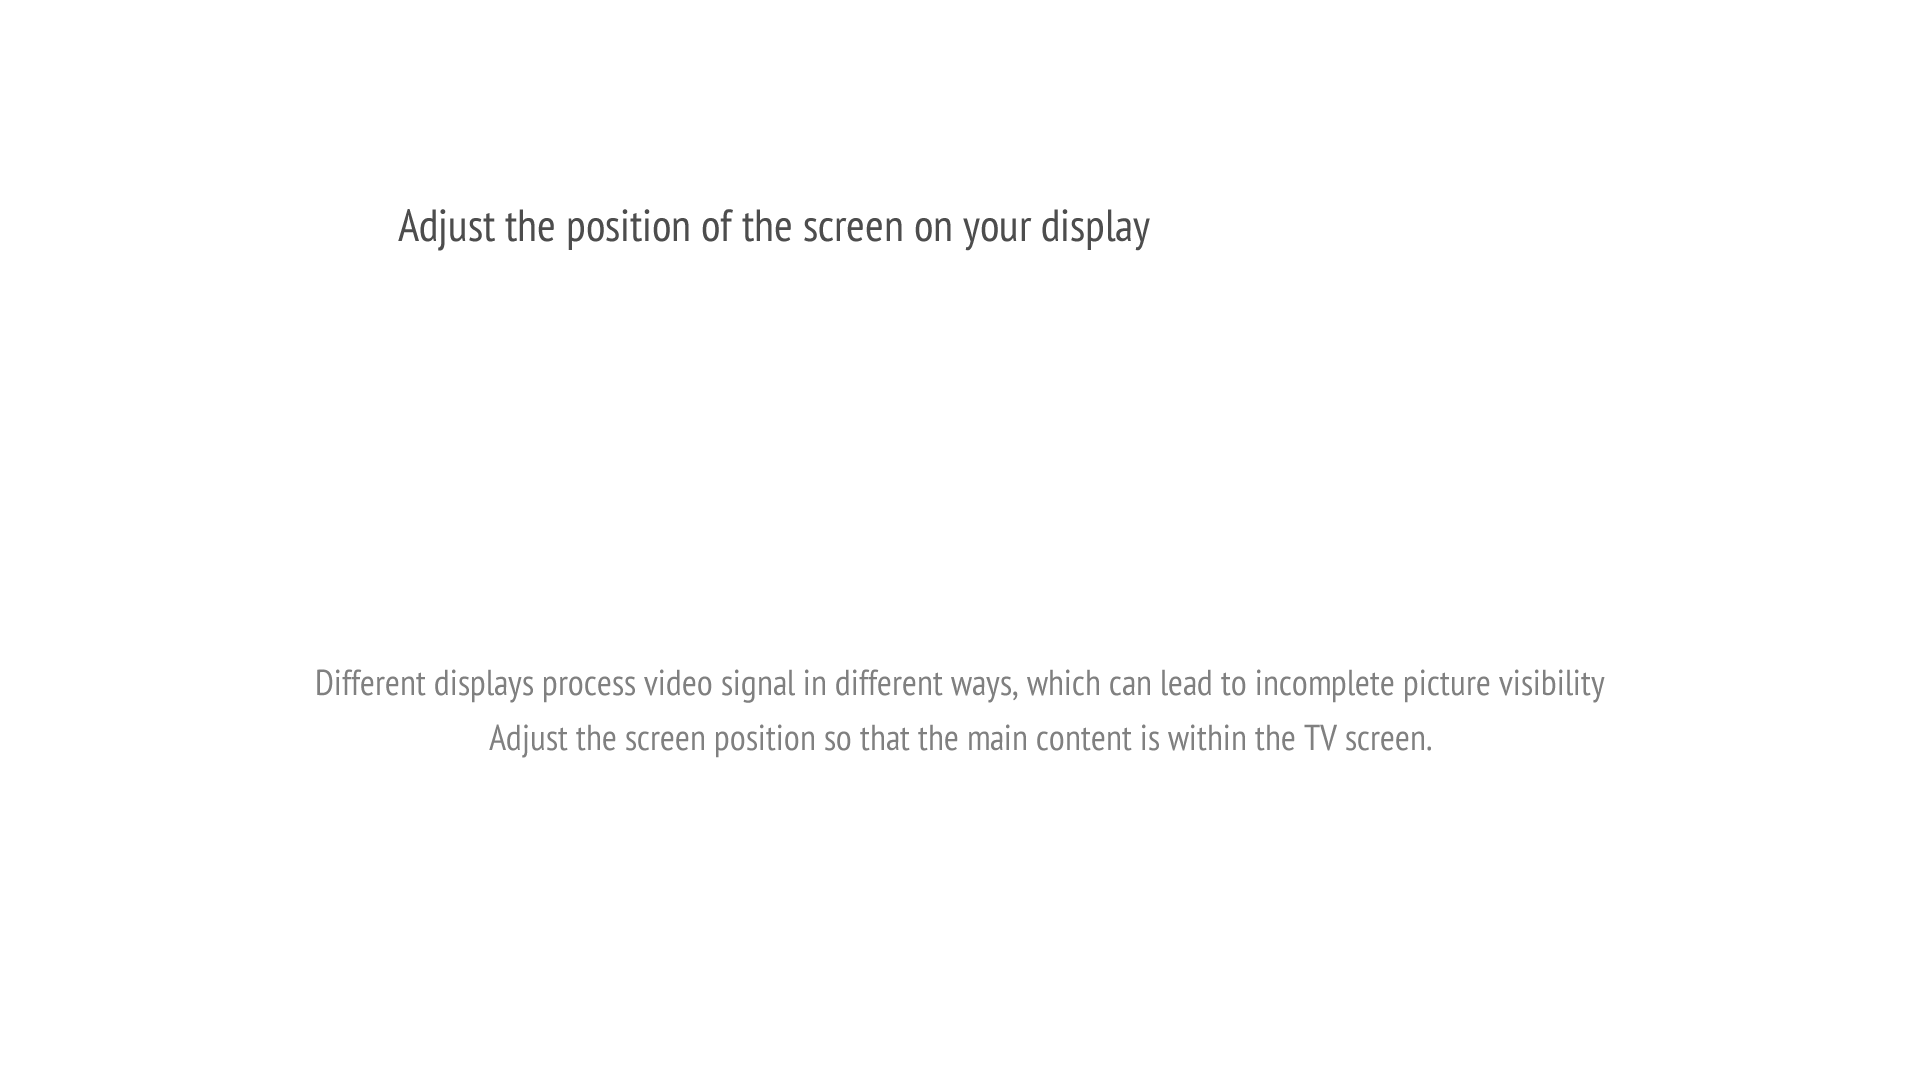 Adjust the position of the screen on your display
Different displays process video signal in different ways, which can lead to incomplete picture visibility
Adjust the screen position so that the main content is within the TV screen.